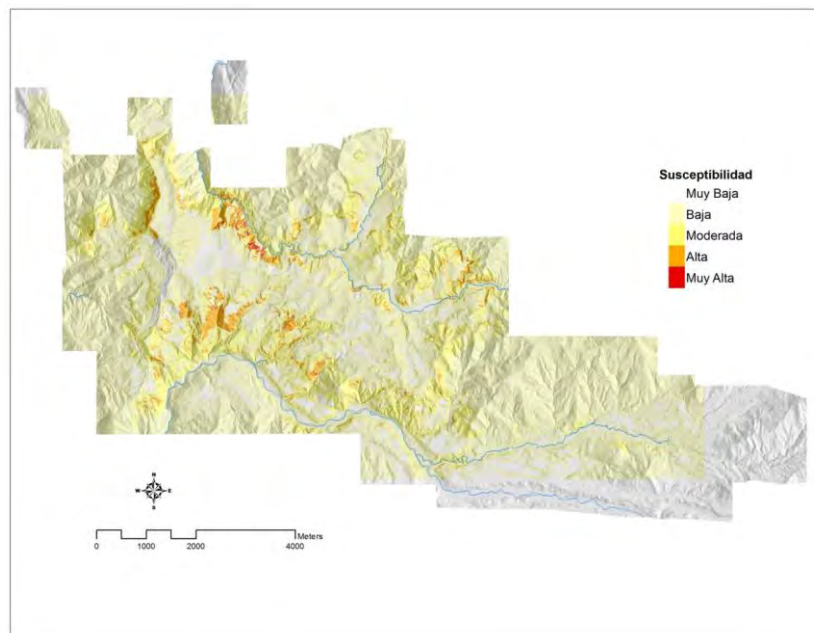 Susceptibilidad
Muy Baja
Baja
Moderada
Alta
Muy Alta
N
W E
S
Meters
0 1000 2000 4000